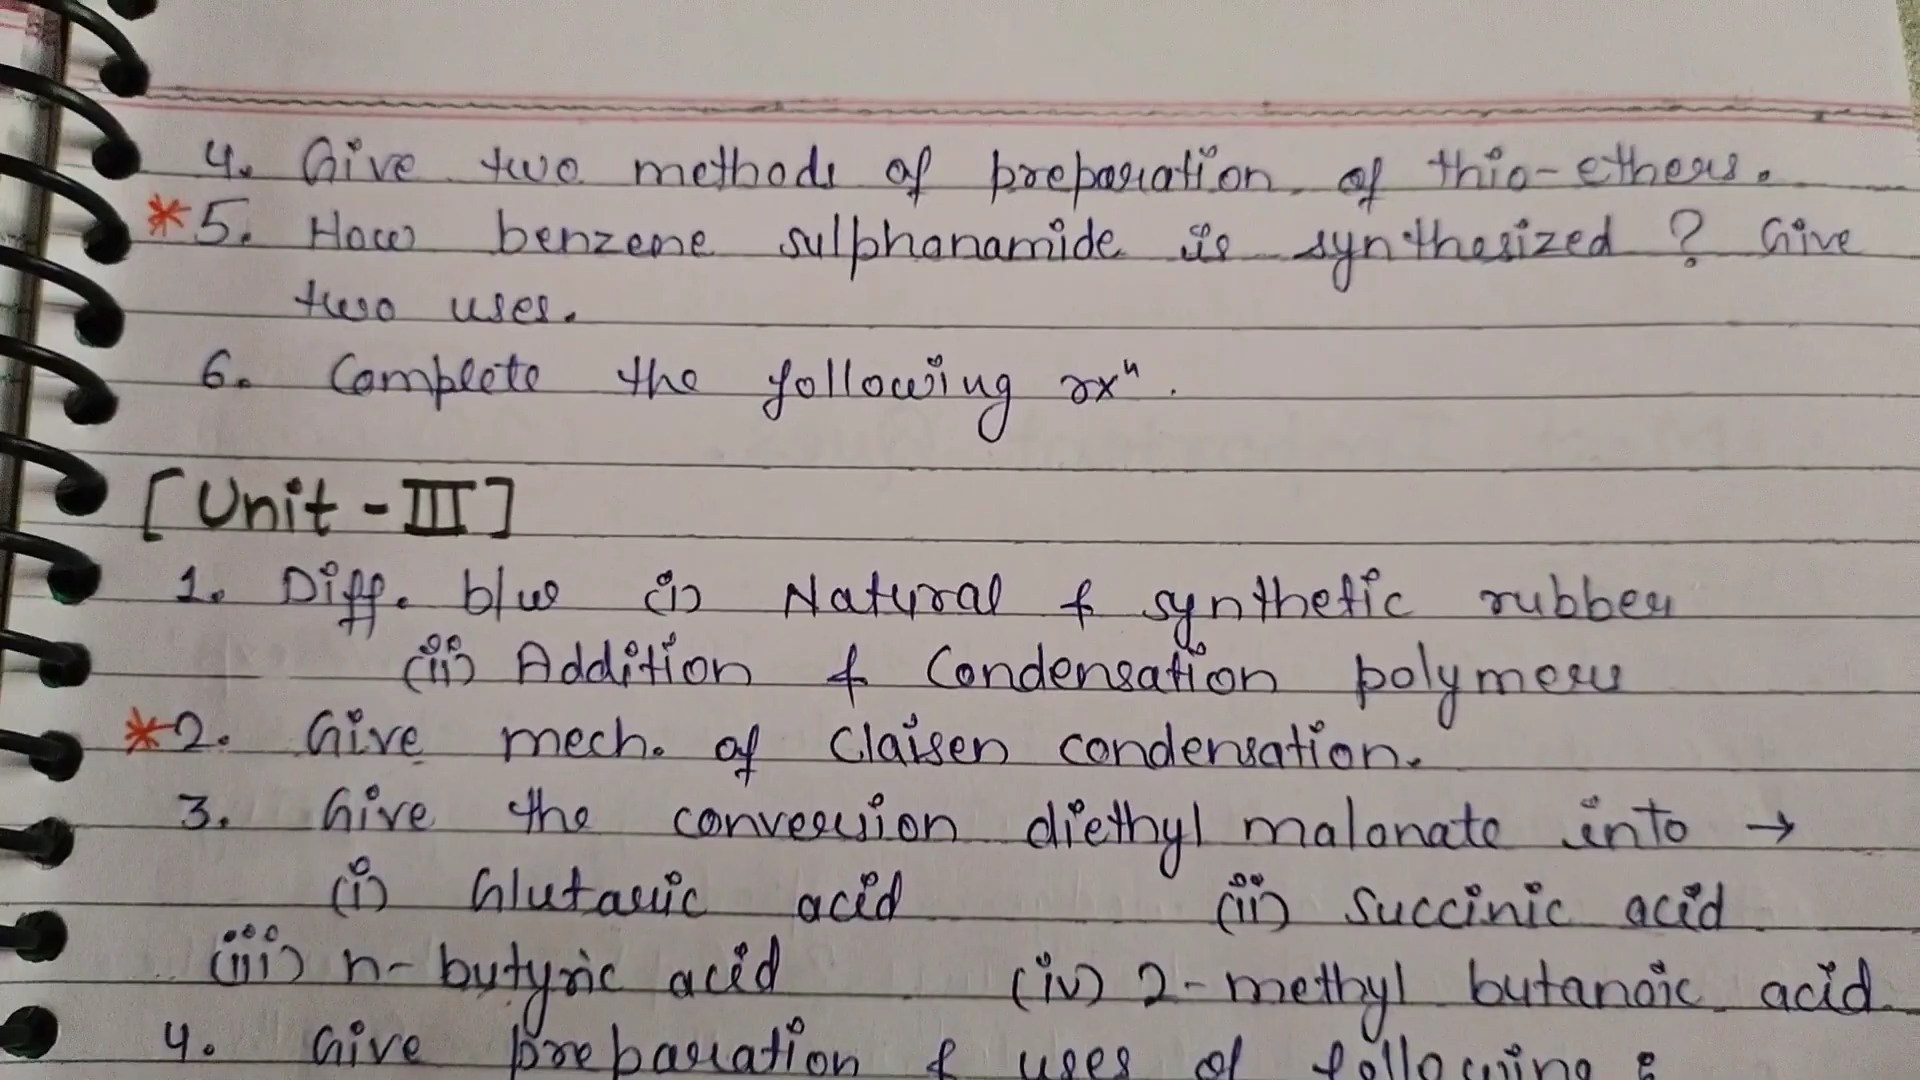 4. Give two methods of preparation of thio-ethers.
*5. How benzene sulphonamide is synthesized ? Give
two uses.
6. Complete the following rxⁿ.
[Unit - III]
1. Diff. b/w (i) Natural & synthetic rubber
(ii) Addition & Condensation polymers
*2. Give mech. of Claisen condensation.
3. Give the conversion diethyl malonate into →
(i) Glutaric acid (ii) Succinic acid
(iii) n-butyric acid (iv) 2-methyl butanoic acid
4. Give preparation & uses of following :